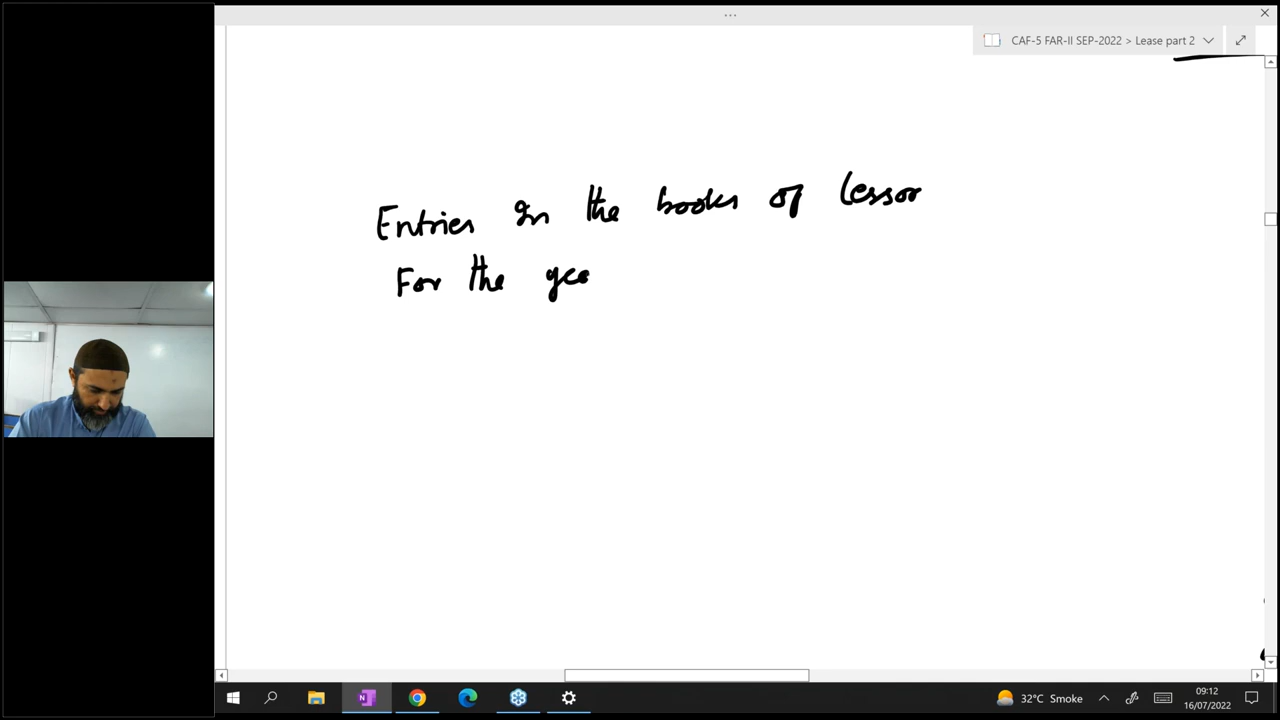 CAF-5 FAR-II SEP-2022 > Lease part 2
Entries In the books of lessor
For the yea
32°C Smoke
09:12
16/07/2022